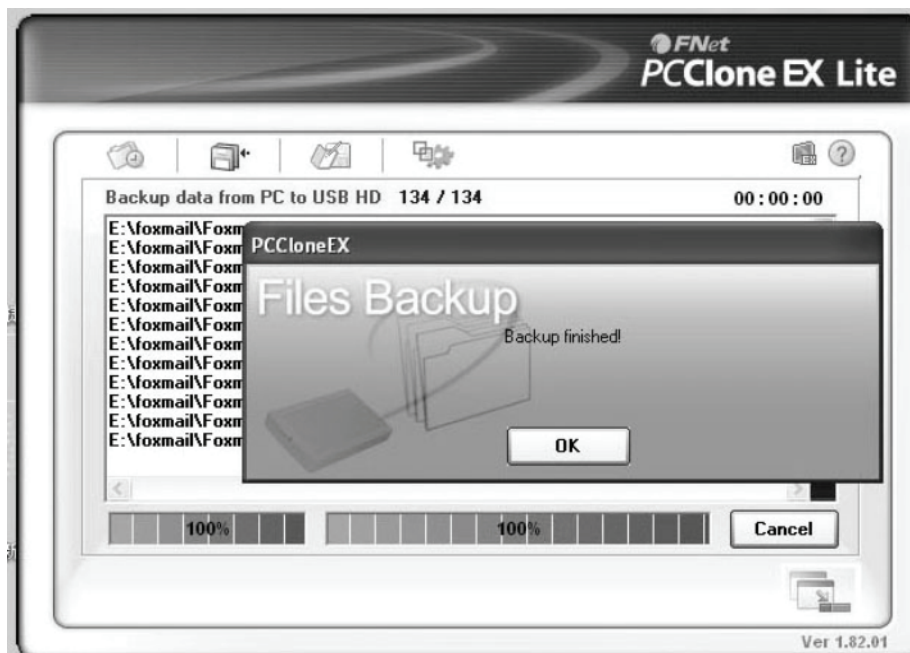 FNet
PCClone EX Lite
Backup data from PC to USB HD 134 / 134 00:00:00
E:\foxmail\Foxm
E:\foxmail\Foxm
E:\foxmail\Foxm
E:\foxmail\Foxm
E:\foxmail\Foxm
E:\foxmail\Foxm
E:\foxmail\Foxm
E:\foxmail\Foxm
E:\foxmail\Foxm
E:\foxmail\Foxm
E:\foxmail\Foxm
E:\foxmail\Foxm
PCCloneEX
Files Backup
Backup finished!
OK
100% 100% Cancel
Ver 1.82.01